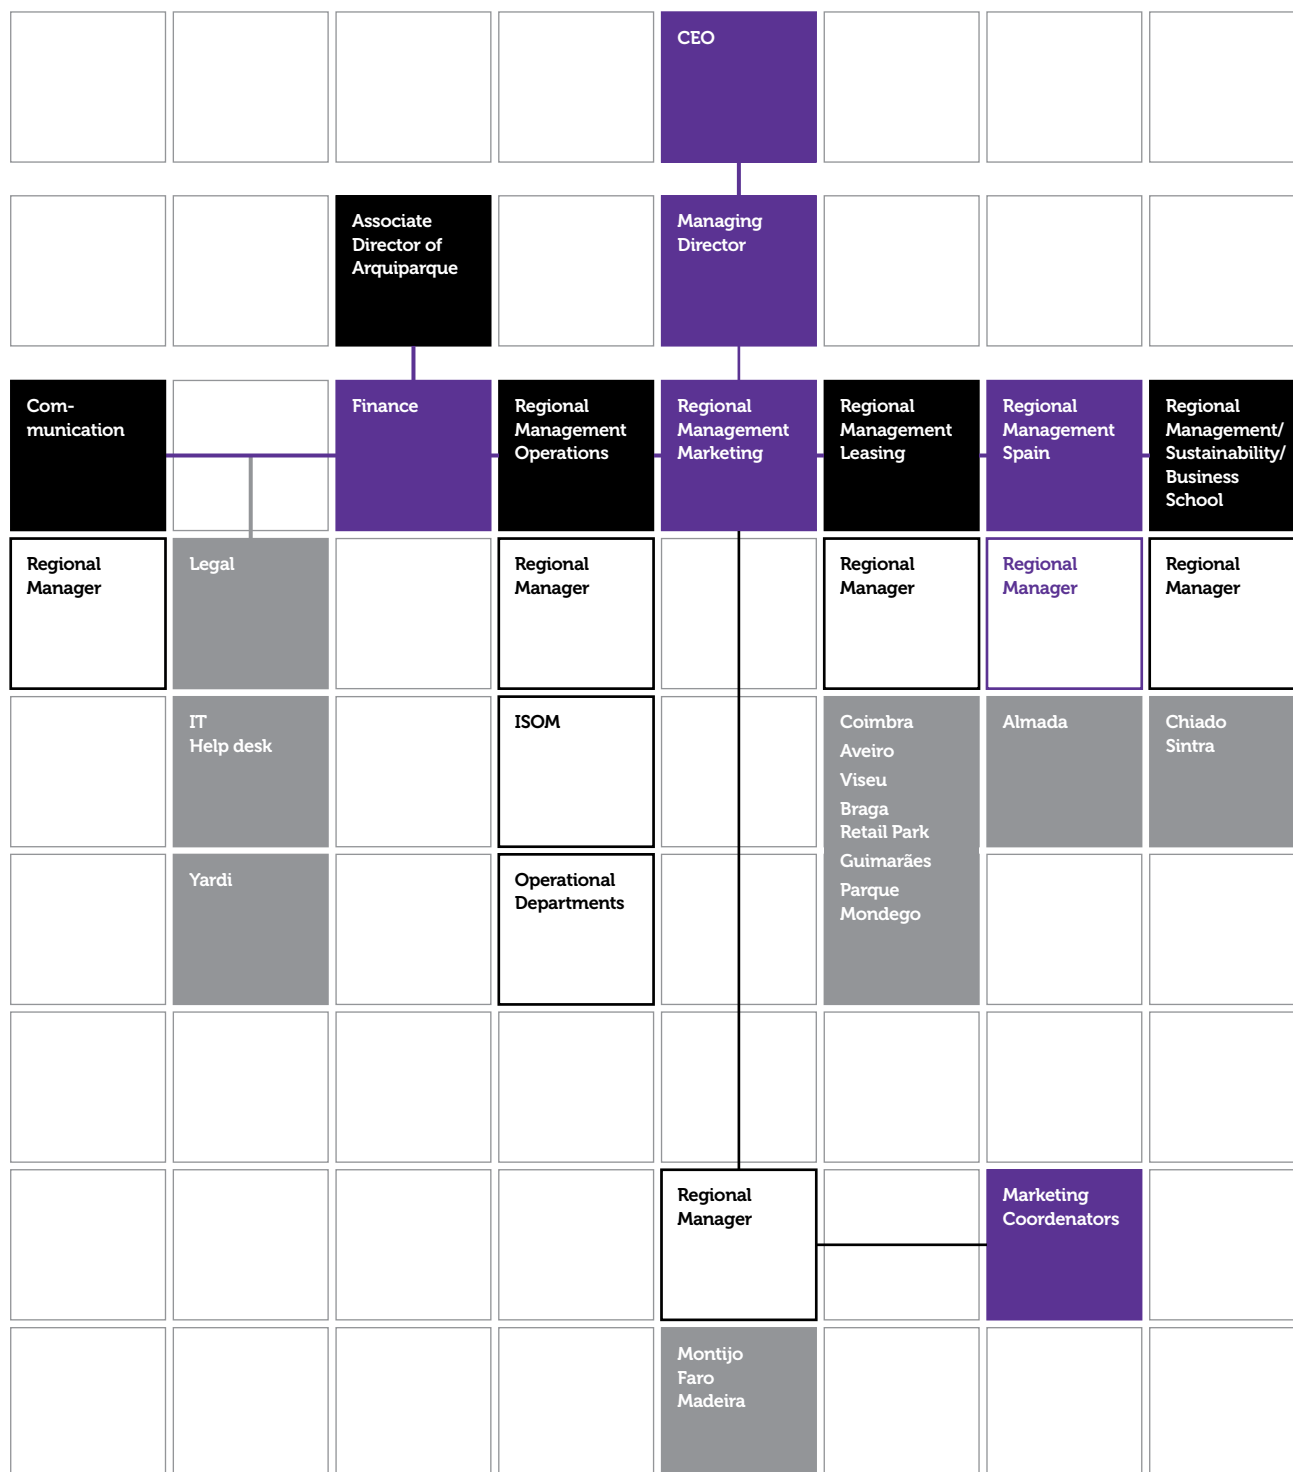 CEO
Associate
Director of
Arquiparque
Managing
Director
Com-
munication
Finance
Regional
Management
Operations
Regional
Management
Marketing
Regional
Management
Leasing
Regional
Management
Spain
Regional
Management/
Sustainability/
Business
School
Regional
Manager
Legal
Regional
Manager
Regional
Manager
Regional
Manager
Regional
Manager
IT
Help desk
ISOM
Coimbra
Aveiro
Viseu
Braga
Retail Park
Guimarães
Parque
Mondego
Almada
Chiado
Sintra
Yardi
Operational
Departments
Regional
Manager
Marketing
Coordenators
Montijo
Faro
Madeira